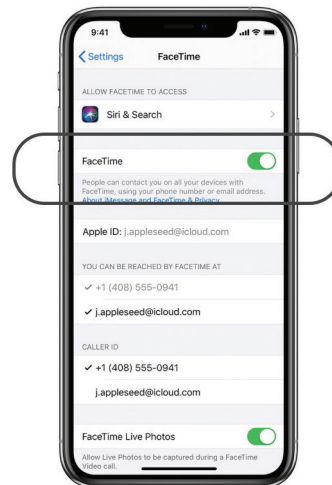 9:41
Settings
FaceTime
ALLOW FACETIME TO ACCESS
Siri & Search
FaceTime
People can contact you on all your devices with
FaceTime, using your phone number or email address.
About iMessage and FaceTime & Privacy
Apple ID: j.appleseed@icloud.com
YOU CAN BE REACHED BY FACETIME AT
✓ +1 (408) 555-0941
✓ j.appleseed@icloud.com
CALLER ID
✓ +1 (408) 555-0941
j.appleseed@icloud.com
FaceTime Live Photos
Allow Live Photos to be captured during a FaceTime
Video call.